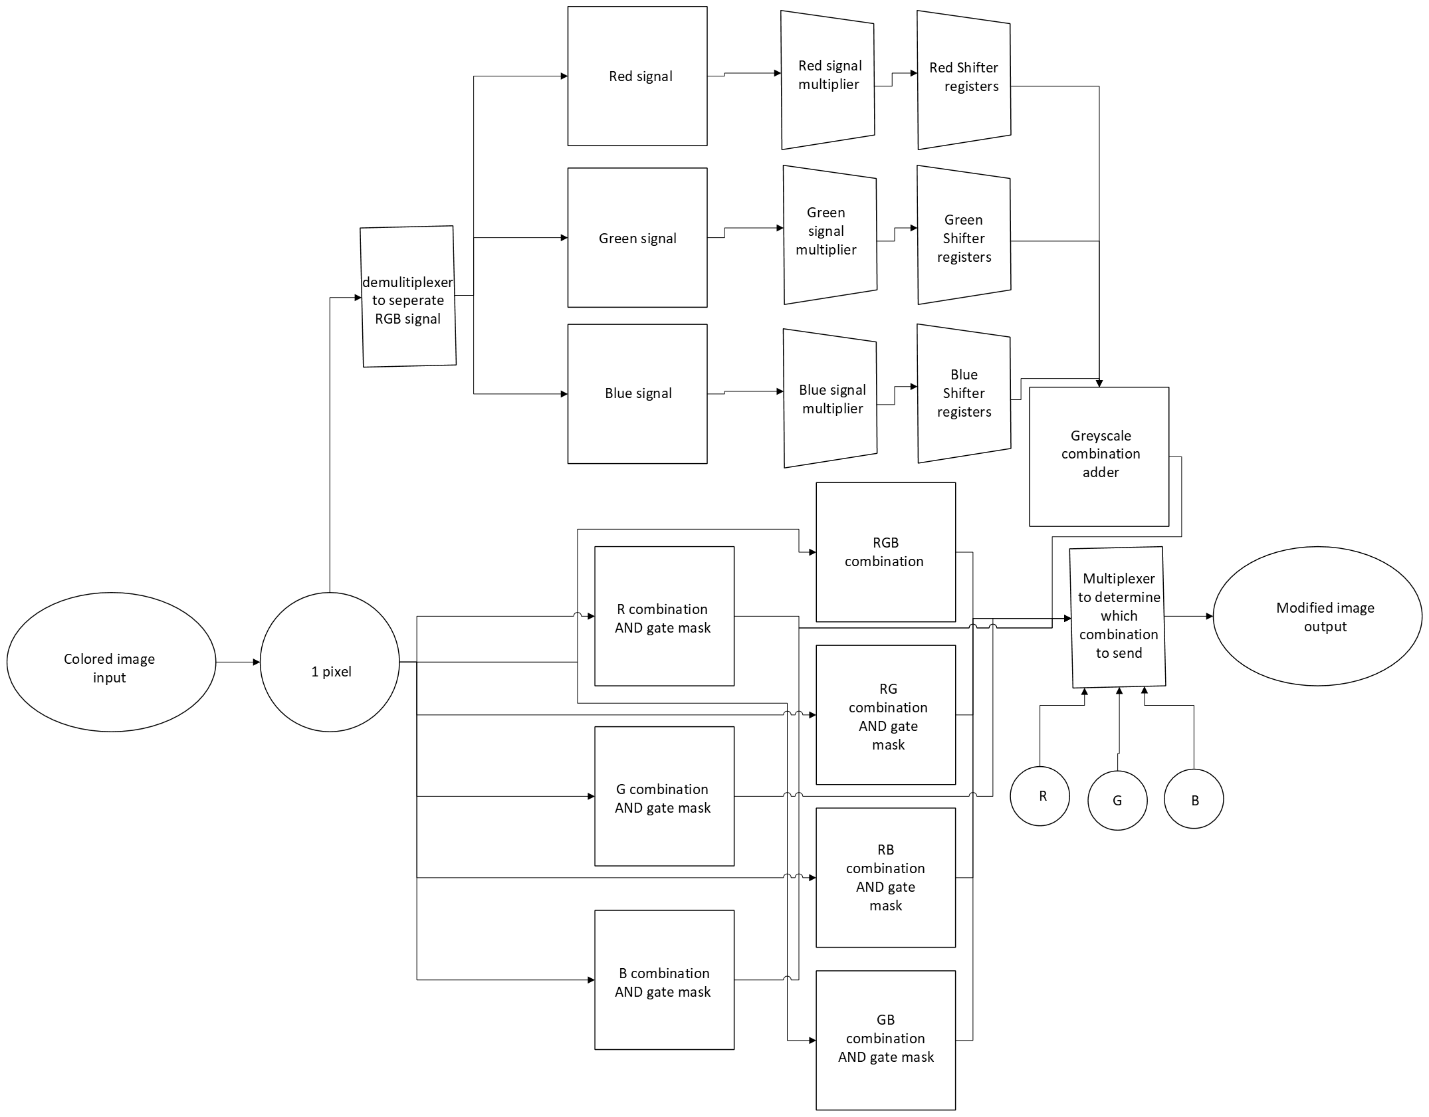 Red signal
Red signal
multiplier
Red Shifter
registers
Green signal
Green
signal
multiplier
Green
Shifter
registers
demulitiplexer
to seperate
RGB signal
Blue signal
Blue signal
multiplier
Blue
Shifter
registers
Greyscale
combination
adder
RGB
combination
R combination
AND gate mask
Multiplexer
to determine
which
combination
to send
Modified image
output
Colored image
input
1 pixel
RG
combination
AND gate
mask
G combination
AND gate mask
R
G
B
RB
combination
AND gate
mask
B combination
AND gate mask
GB
combination
AND gate mask